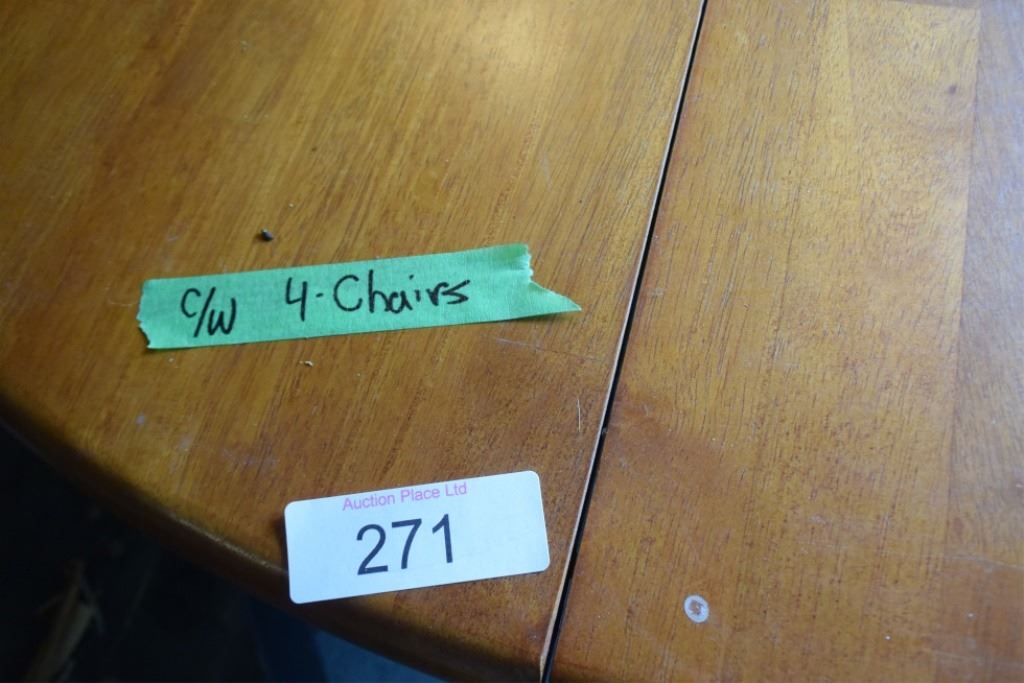 C/W 4-Chairs
Auction Place Ltd
271